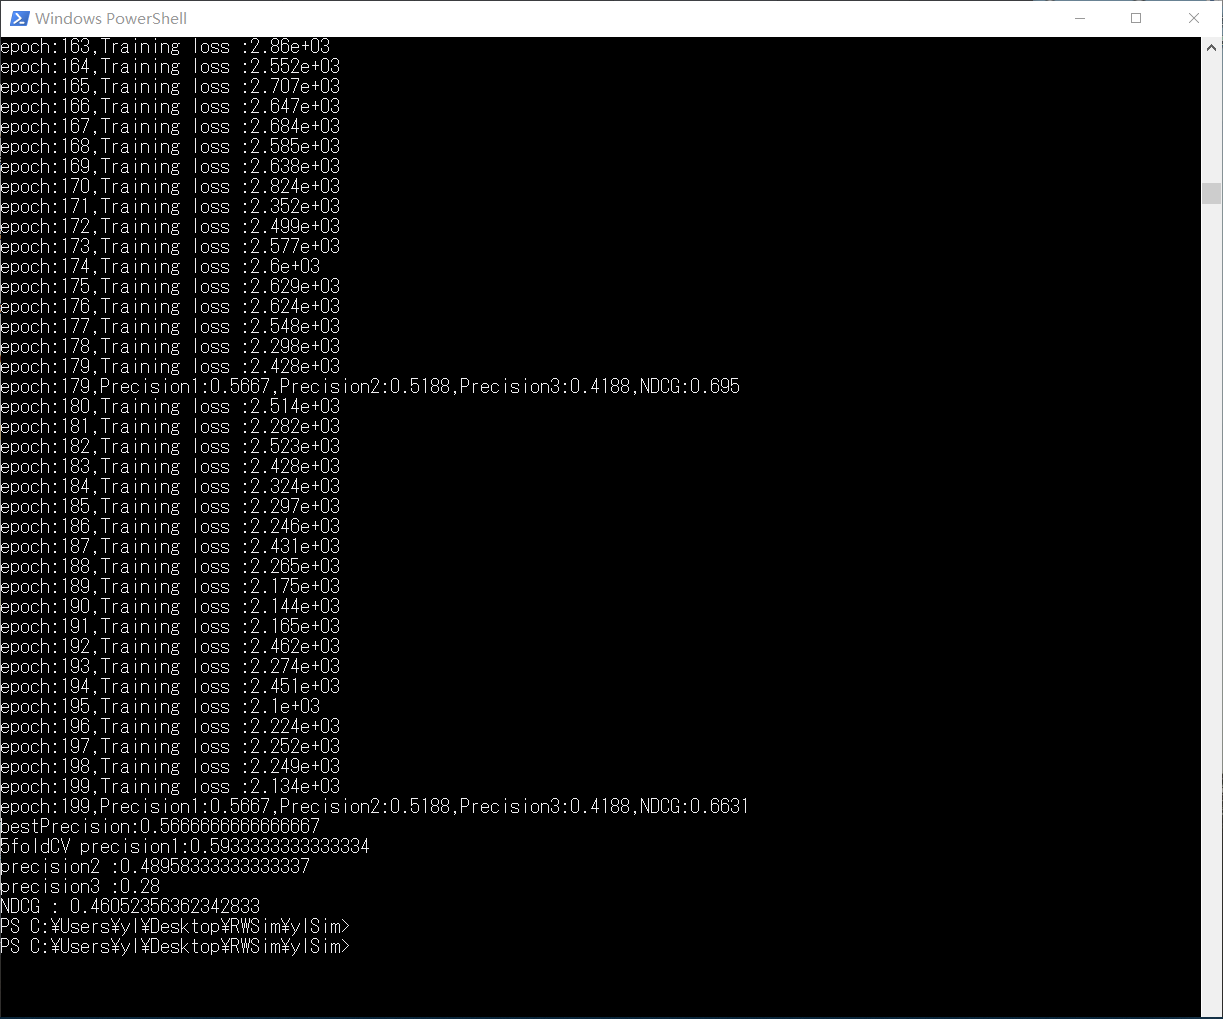 Windows PowerShell
epoch:163,Training loss :2.86e+03
epoch:164,Training loss :2.552e+03
epoch:165,Training loss :2.707e+03
epoch:166,Training loss :2.647e+03
epoch:167,Training loss :2.684e+03
epoch:168,Training loss :2.585e+03
epoch:169,Training loss :2.638e+03
epoch:170,Training loss :2.824e+03
epoch:171,Training loss :2.352e+03
epoch:172,Training loss :2.499e+03
epoch:173,Training loss :2.577e+03
epoch:174,Training loss :2.6e+03
epoch:175,Training loss :2.629e+03
epoch:176,Training loss :2.624e+03
epoch:177,Training loss :2.548e+03
epoch:178,Training loss :2.298e+03
epoch:179,Training loss :2.428e+03
epoch:179,Precision1:0.5667,Precision2:0.5188,Precision3:0.4188,NDCG:0.695
epoch:180,Training loss :2.514e+03
epoch:181,Training loss :2.282e+03
epoch:182,Training loss :2.523e+03
epoch:183,Training loss :2.428e+03
epoch:184,Training loss :2.324e+03
epoch:185,Training loss :2.297e+03
epoch:186,Training loss :2.246e+03
epoch:187,Training loss :2.431e+03
epoch:188,Training loss :2.265e+03
epoch:189,Training loss :2.175e+03
epoch:190,Training loss :2.144e+03
epoch:191,Training loss :2.165e+03
epoch:192,Training loss :2.462e+03
epoch:193,Training loss :2.274e+03
epoch:194,Training loss :2.451e+03
epoch:195,Training loss :2.1e+03
epoch:196,Training loss :2.224e+03
epoch:197,Training loss :2.252e+03
epoch:198,Training loss :2.249e+03
epoch:199,Training loss :2.134e+03
epoch:199,Precision1:0.5667,Precision2:0.5188,Precision3:0.4188,NDCG:0.6631
bestPrecision:0.5666666666666667
5foldCV precision1:0.5933333333333334
precision2 :0.48958333333333337
precision3 :0.28
NDCG : 0.46052356362342833
PS C:¥Users¥yl¥Desktop¥RWSim¥ylSim>
PS C:¥Users¥yl¥Desktop¥RWSim¥ylSim>